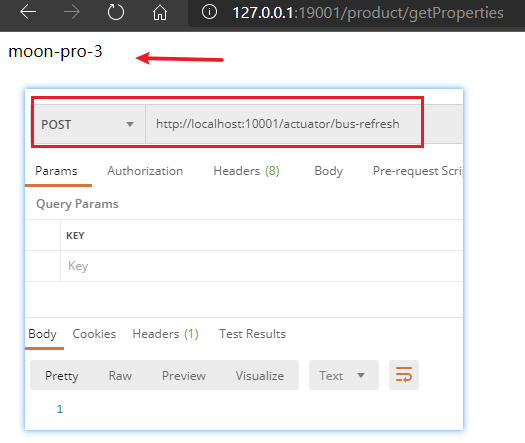 127.0.0.1:19001/product/getProperties
moon-pro-3
POST http://localhost:10001/actuator/bus-refresh
Params Authorization Headers (8) Body Pre-request Scrip
Query Params
KEY
Key
Body Cookies Headers (1) Test Results
Pretty Raw Preview Visualize Text
1